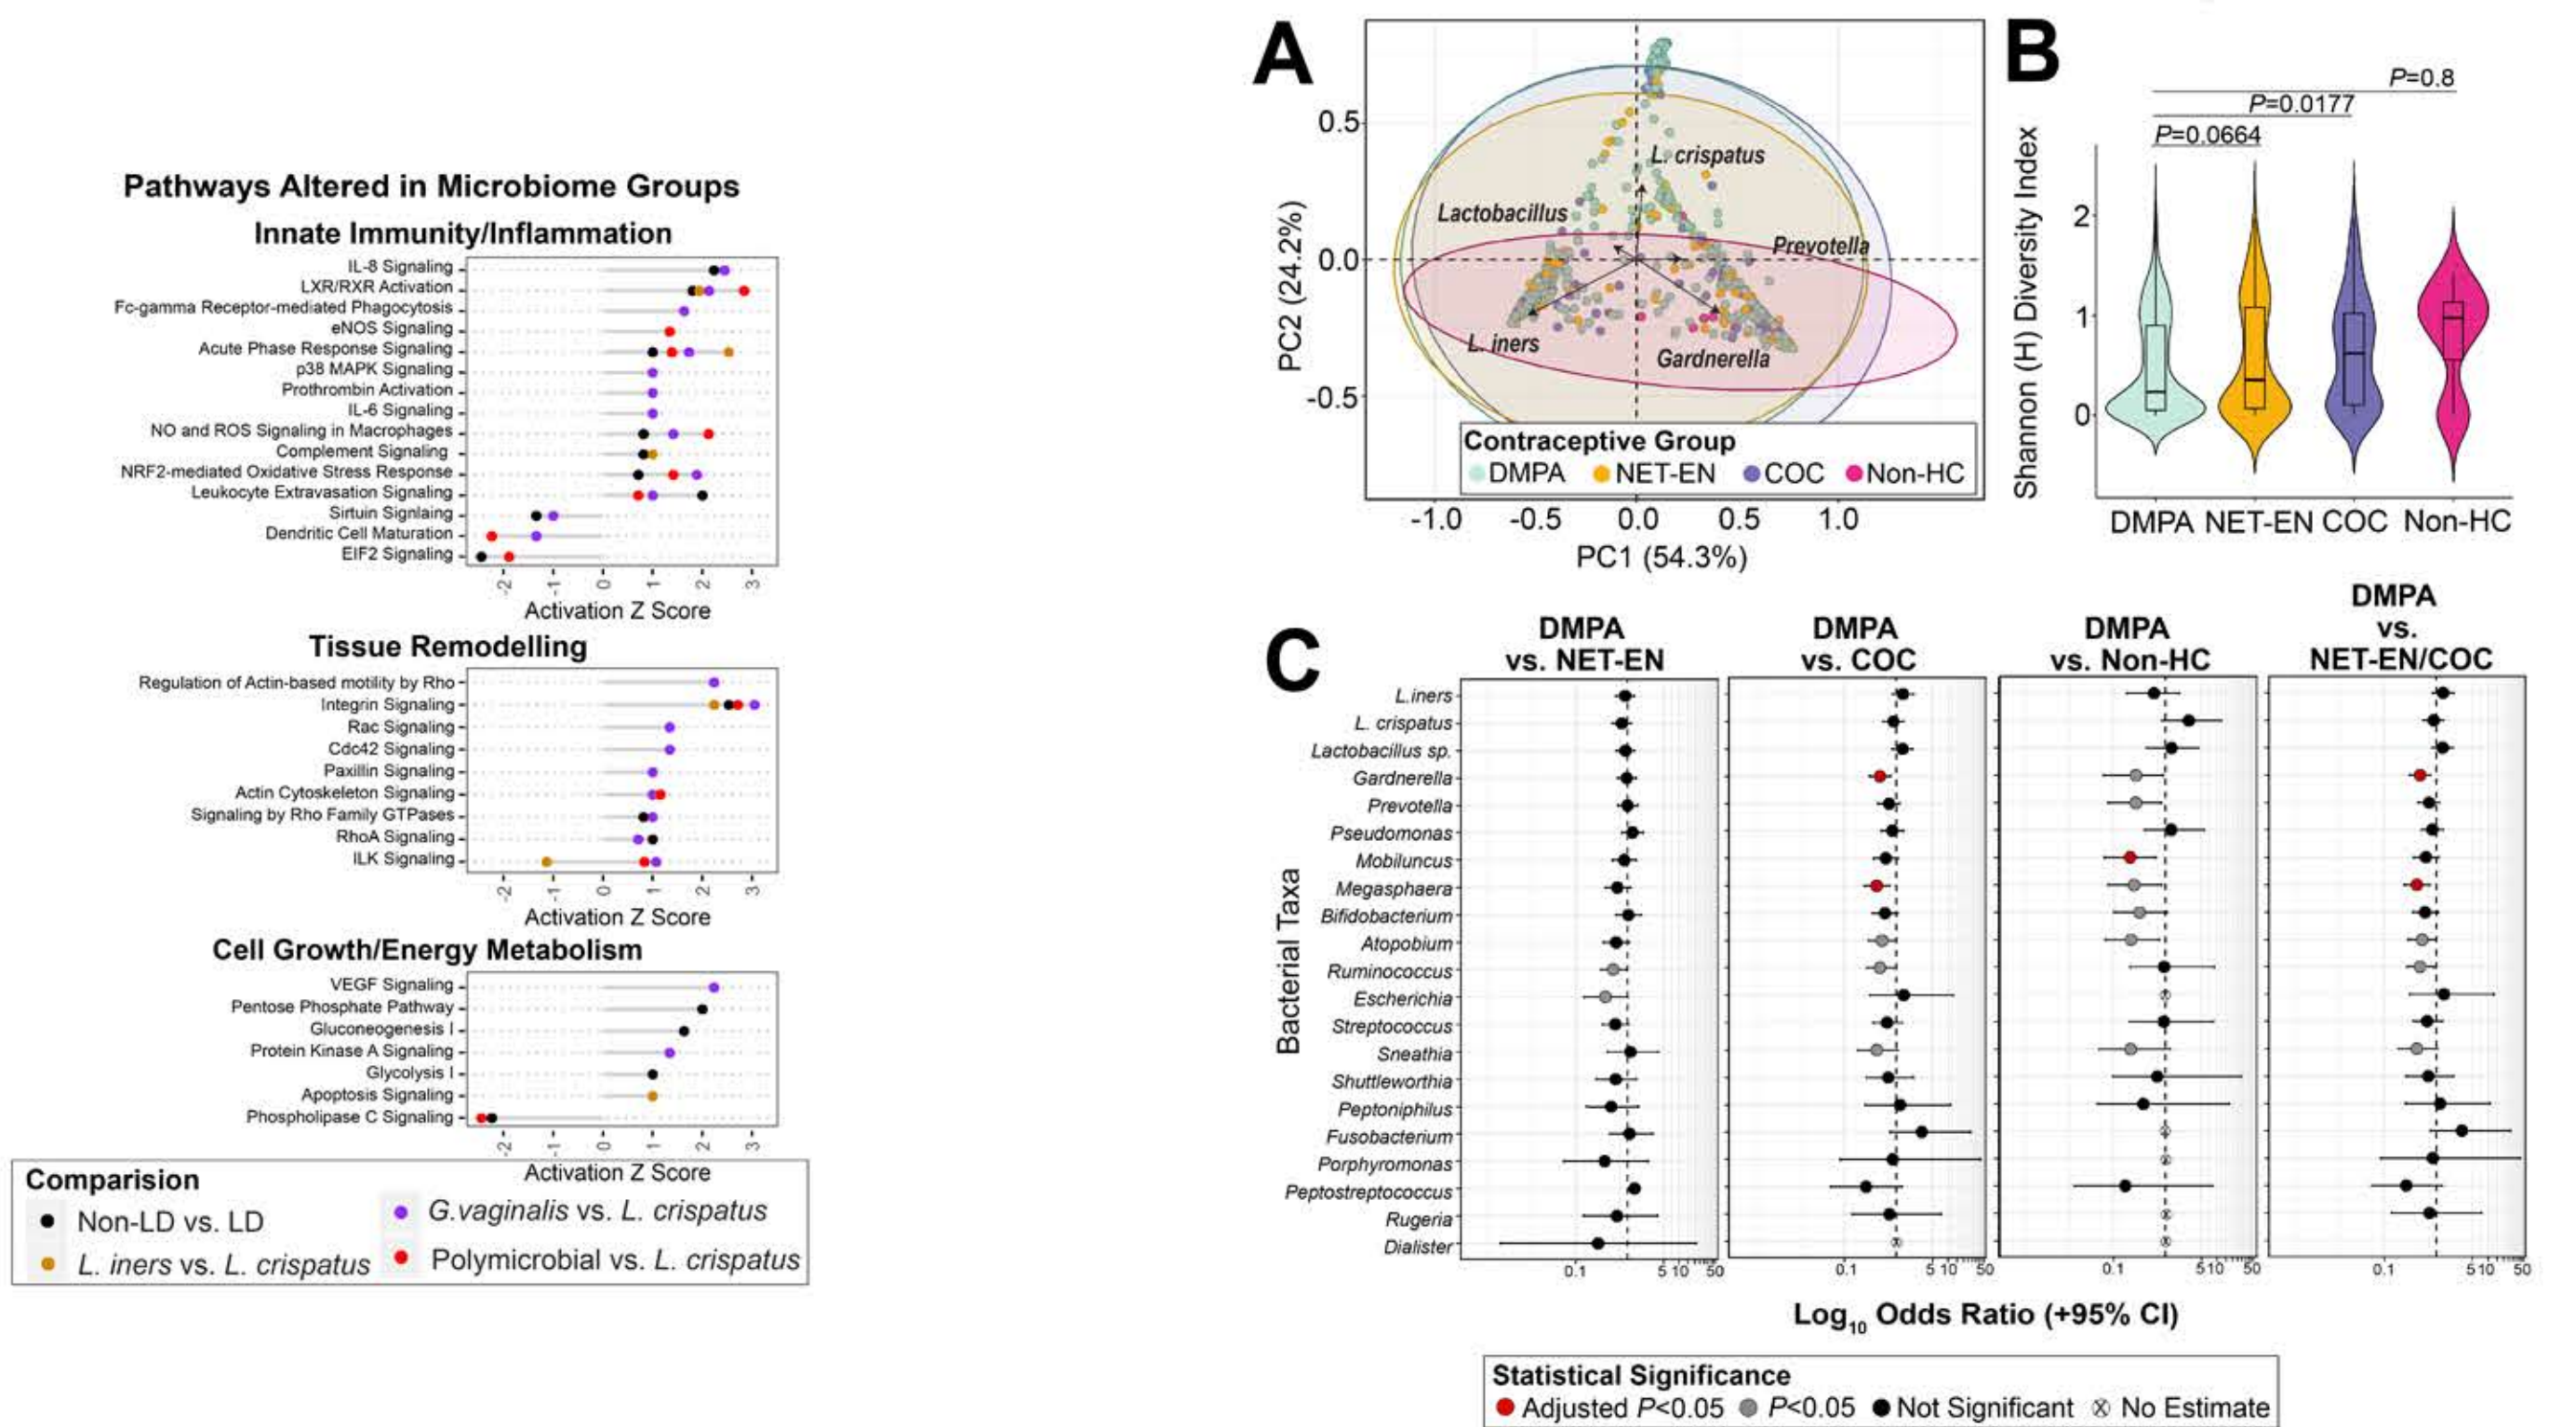 Pathways Altered in Microbiome Groups
Innate Immunity/Inflammation
IL-8 Signaling
LXR/RXR Activation
Fc-gamma Receptor-mediated Phagocytosis
eNOS Signaling
Acute Phase Response Signaling
p38 MAPK Signaling
Prothrombin Activation
IL-6 Signaling
NO and ROS Signaling in Macrophages
Complement Signaling
NRF2-mediated Oxidative Stress Response
Leukocyte Extravasation Signaling
Sirtuin Signlaing
Dendritic Cell Maturation
EIF2 Signaling
-2 -1 0 1 2 3
Activation Z Score
Tissue Remodelling
Regulation of Actin-based motility by Rho
Integrin Signaling
Rac Signaling
Cdc42 Signaling
Paxillin Signaling
Actin Cytoskeleton Signaling
Signaling by Rho Family GTPases
RhoA Signaling
ILK Signaling
-2 -1 0 1 2 3
Activation Z Score
Cell Growth/Energy Metabolism
VEGF Signaling
Pentose Phosphate Pathway
Gluconeogenesis I
Protein Kinase A Signaling
Glycolysis I
Apoptosis Signaling
Phospholipase C Signaling
-2 -1 0 1 2 3
Activation Z Score
Comparision
Non-LD vs. LD
G.vaginalis vs. L. crispatus
L. iners vs. L. crispatus
Polymicrobial vs. L. crispatus
A
PC2 (24.2%)
0.5
0.0
-0.5
L. crispatus
Lactobacillus
Prevotella
L. iners
Gardnerella
Contraceptive Group
DMPA NET-EN COC Non-HC
-1.0 -0.5 0.0 0.5 1.0
PC1 (54.3%)
B
Shannon (H) Diversity Index
P=0.8
P=0.0177
P=0.0664
2
1
0
DMPA NET-EN COC Non-HC
C
DMPA
vs. NET-EN
DMPA
vs. COC
DMPA
vs. Non-HC
DMPA
vs.
NET-EN/COC
Bacterial Taxa
L.iners
L. crispatus
Lactobacillus sp.
Gardnerella
Prevotella
Pseudomonas
Mobiluncus
Megasphaera
Bifidobacterium
Atopobium
Ruminococcus
Escherichia
Streptococcus
Sneathia
Shuttleworthia
Peptoniphilus
Fusobacterium
Porphyromonas
Peptostreptococcus
Rugeria
Dialister
0.1 5 10 50
0.1 5 10 50
0.1 5 10 50
0.1 5 10 50
Log10 Odds Ratio (+95% CI)
Statistical Significance
Adjusted P<0.05 P<0.05 Not Significant No Estimate